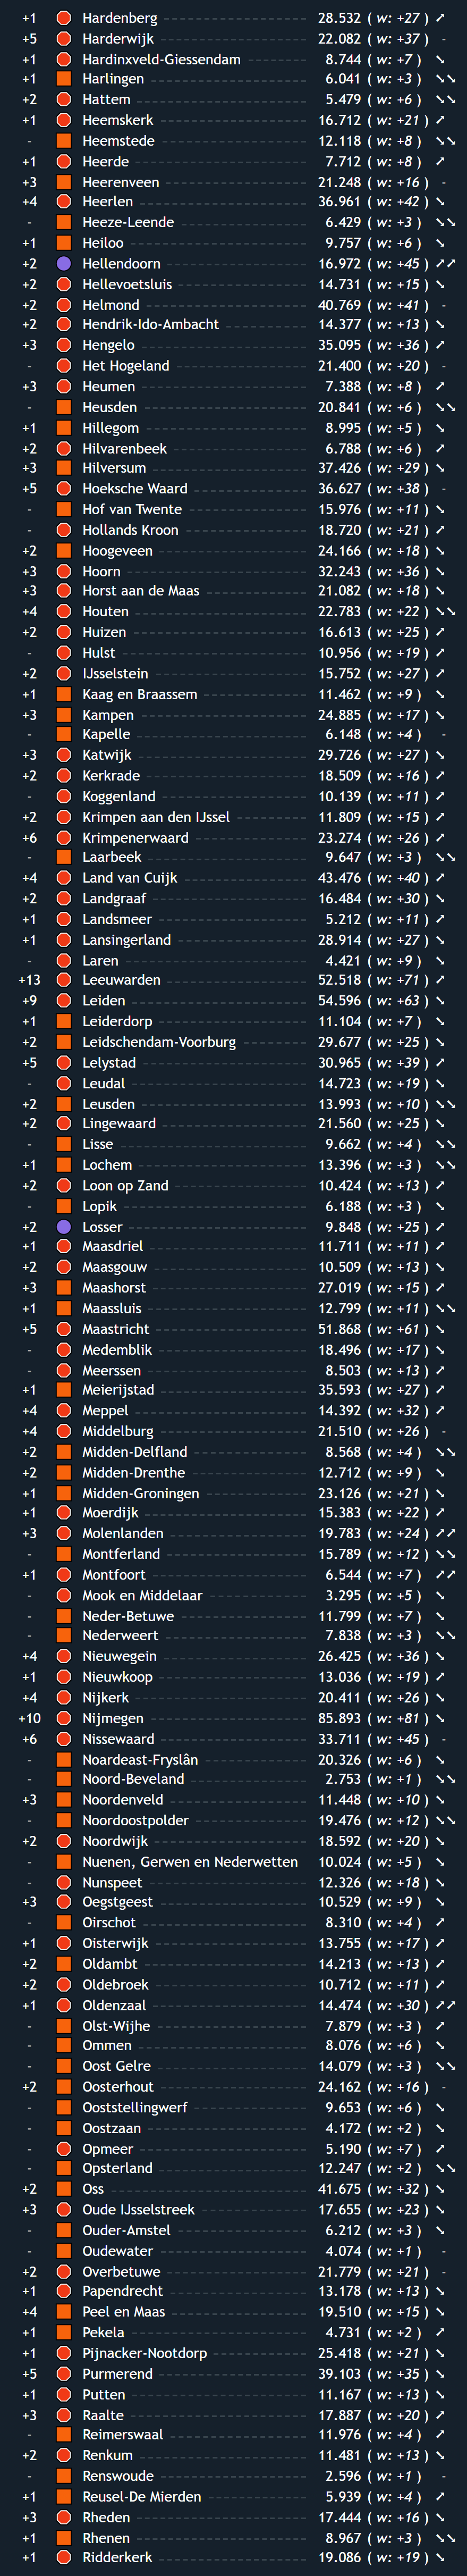 +1 Hardenberg 28.532 ( w: +27 ) ➚
+5 Harderwijk 22.082 ( w: +37 ) -
+1 Hardinxveld-Giessendam 8.744 ( w: +7 ) ➘
+1 Harlingen 6.041 ( w: +3 ) ➘➘
+2 Hattem 5.479 ( w: +6 ) ➘➘
+1 Heemskerk 16.712 ( w: +21 ) ➚
- Heemstede 12.118 ( w: +8 ) ➘➘
+1 Heerde 7.712 ( w: +8 ) ➚
+3 Heerenveen 21.248 ( w: +16 ) -
+4 Heerlen 36.961 ( w: +42 ) ➘
- Heeze-Leende 6.429 ( w: +3 ) ➘➘
+1 Heiloo 9.757 ( w: +6 ) ➘
+2 Hellendoorn 16.972 ( w: +45 ) ➚➚
+2 Hellevoetsluis 14.731 ( w: +15 ) ➘
+2 Helmond 40.769 ( w: +41 ) -
+2 Hendrik-Ido-Ambacht 14.377 ( w: +13 ) ➘
+3 Hengelo 35.095 ( w: +36 ) ➚
- Het Hogeland 21.400 ( w: +20 ) -
+3 Heumen 7.388 ( w: +8 ) ➚
- Heusden 20.841 ( w: +6 ) ➘➘
+1 Hillegom 8.995 ( w: +5 ) ➘
+2 Hilvarenbeek 6.788 ( w: +6 ) ➚
+3 Hilversum 37.426 ( w: +29 ) ➘
+5 Hoeksche Waard 36.627 ( w: +38 ) -
- Hof van Twente 15.976 ( w: +11 ) ➘
- Hollands Kroon 18.720 ( w: +21 ) ➚
+2 Hoogeveen 24.166 ( w: +18 ) ➘
+3 Hoorn 32.243 ( w: +36 ) ➘
+3 Horst aan de Maas 21.082 ( w: +18 ) ➘
+4 Houten 22.783 ( w: +22 ) ➘➘
+2 Huizen 16.613 ( w: +25 ) ➚
- Hulst 10.956 ( w: +19 ) ➚
+2 IJsselstein 15.752 ( w: +27 ) ➚
+1 Kaag en Braassem 11.462 ( w: +9 ) ➘
+3 Kampen 24.885 ( w: +17 ) ➘
- Kapelle 6.148 ( w: +4 ) -
+3 Katwijk 29.726 ( w: +27 ) ➘
+2 Kerkrade 18.509 ( w: +16 ) ➚
- Koggenland 10.139 ( w: +11 ) ➚
+2 Krimpen aan den IJssel 11.809 ( w: +15 ) ➚
+6 Krimpenerwaard 23.274 ( w: +26 ) ➚
- Laarbeek 9.647 ( w: +3 ) ➘➘
+4 Land van Cuijk 43.476 ( w: +40 ) ➚
+2 Landgraaf 16.484 ( w: +30 ) ➘
+1 Landsmeer 5.212 ( w: +11 ) ➚
+1 Lansingerland 28.914 ( w: +27 ) ➘
- Laren 4.421 ( w: +9 ) ➘
+13 Leeuwarden 52.518 ( w: +71 ) ➚
+9 Leiden 54.596 ( w: +63 ) ➘
+1 Leiderdorp 11.104 ( w: +7 ) ➘
+2 Leidschendam-Voorburg 29.677 ( w: +25 ) ➘
+5 Lelystad 30.965 ( w: +39 ) ➚
- Leudal 14.723 ( w: +19 ) ➘
+2 Leusden 13.993 ( w: +10 ) ➘➘
+2 Lingewaard 21.560 ( w: +25 ) ➘
- Lisse 9.662 ( w: +4 ) ➘➘
+1 Lochem 13.396 ( w: +3 ) ➘➘
+2 Loon op Zand 10.424 ( w: +13 ) ➚
- Lopik 6.188 ( w: +3 ) ➘
+2 Losser 9.848 ( w: +25 ) ➚
+1 Maasdriel 11.711 ( w: +11 ) ➚
+2 Maasgouw 10.509 ( w: +13 ) ➘
+3 Maashorst 27.019 ( w: +15 ) ➚
+1 Maassluis 12.799 ( w: +11 ) ➘➘
+5 Maastricht 51.868 ( w: +61 ) ➘
- Medemblik 18.496 ( w: +17 ) ➘
- Meerssen 8.503 ( w: +13 ) ➚
+1 Meierijstad 35.593 ( w: +27 ) ➚
+4 Meppel 14.392 ( w: +32 ) ➚
+4 Middelburg 21.510 ( w: +26 ) -
+2 Midden-Delfland 8.568 ( w: +4 ) ➘➘
+2 Midden-Drenthe 12.712 ( w: +9 ) ➘
+1 Midden-Groningen 23.126 ( w: +21 ) ➘
+1 Moerdijk 15.383 ( w: +22 ) ➚
+3 Molenlanden 19.783 ( w: +24 ) ➚➚
- Montferland 15.789 ( w: +12 ) ➘➘
+1 Montfoort 6.544 ( w: +7 ) ➚➚
- Mook en Middelaar 3.295 ( w: +5 ) ➘
- Neder-Betuwe 11.799 ( w: +7 ) ➘
- Nederweert 7.838 ( w: +3 ) ➘➘
+4 Nieuwegein 26.425 ( w: +36 ) ➘
+1 Nieuwkoop 13.036 ( w: +19 ) ➚
+4 Nijkerk 20.411 ( w: +26 ) ➘
+10 Nijmegen 85.893 ( w: +81 ) ➘
+6 Nissewaard 33.711 ( w: +45 ) -
- Noardeast-Fryslân 20.326 ( w: +6 ) ➘
- Noord-Beveland 2.753 ( w: +1 ) ➘➘
+3 Noordenveld 11.448 ( w: +10 ) ➘
- Noordoostpolder 19.476 ( w: +12 ) ➘➘
+2 Noordwijk 18.592 ( w: +20 ) ➘
- Nuenen, Gerwen en Nederwetten 10.024 ( w: +5 ) ➘
- Nunspeet 12.326 ( w: +18 ) ➘
+3 Oegstgeest 10.529 ( w: +9 ) ➘
- Oirschot 8.310 ( w: +4 ) ➚
+1 Oisterwijk 13.755 ( w: +17 ) ➚
+2 Oldambt 14.213 ( w: +13 ) ➚
+2 Oldebroek 10.712 ( w: +11 ) ➚
+1 Oldenzaal 14.474 ( w: +30 ) ➚➚
- Olst-Wijhe 7.879 ( w: +3 ) ➚
- Ommen 8.076 ( w: +6 ) ➘
- Oost Gelre 14.079 ( w: +3 ) ➘➘
+2 Oosterhout 24.162 ( w: +16 ) -
- Ooststellingwerf 9.653 ( w: +6 ) ➘
- Oostzaan 4.172 ( w: +2 ) ➘
- Opmeer 5.190 ( w: +7 ) ➚
- Opsterland 12.247 ( w: +2 ) ➘➘
+2 Oss 41.675 ( w: +32 ) ➘
+3 Oude IJsselstreek 17.655 ( w: +23 ) ➘
- Ouder-Amstel 6.212 ( w: +3 ) ➘
- Oudewater 4.074 ( w: +1 ) -
+2 Overbetuwe 21.779 ( w: +21 ) -
+1 Papendrecht 13.178 ( w: +13 ) ➘
+4 Peel en Maas 19.510 ( w: +15 ) ➘
+1 Pekela 4.731 ( w: +2 ) ➚
+1 Pijnacker-Nootdorp 25.418 ( w: +21 ) ➘
+5 Purmerend 39.103 ( w: +35 ) ➘
+1 Putten 11.167 ( w: +13 ) ➘
+3 Raalte 17.887 ( w: +20 ) ➚
- Reimerswaal 11.976 ( w: +4 ) ➚
+2 Renkum 11.481 ( w: +13 ) ➘
- Renswoude 2.596 ( w: +1 ) -
+1 Reusel-De Mierden 5.939 ( w: +4 ) ➚
+3 Rheden 17.444 ( w: +16 ) ➘
+1 Rhenen 8.967 ( w: +3 ) ➘➘
+1 Ridderkerk 19.086 ( w: +19 ) ➘